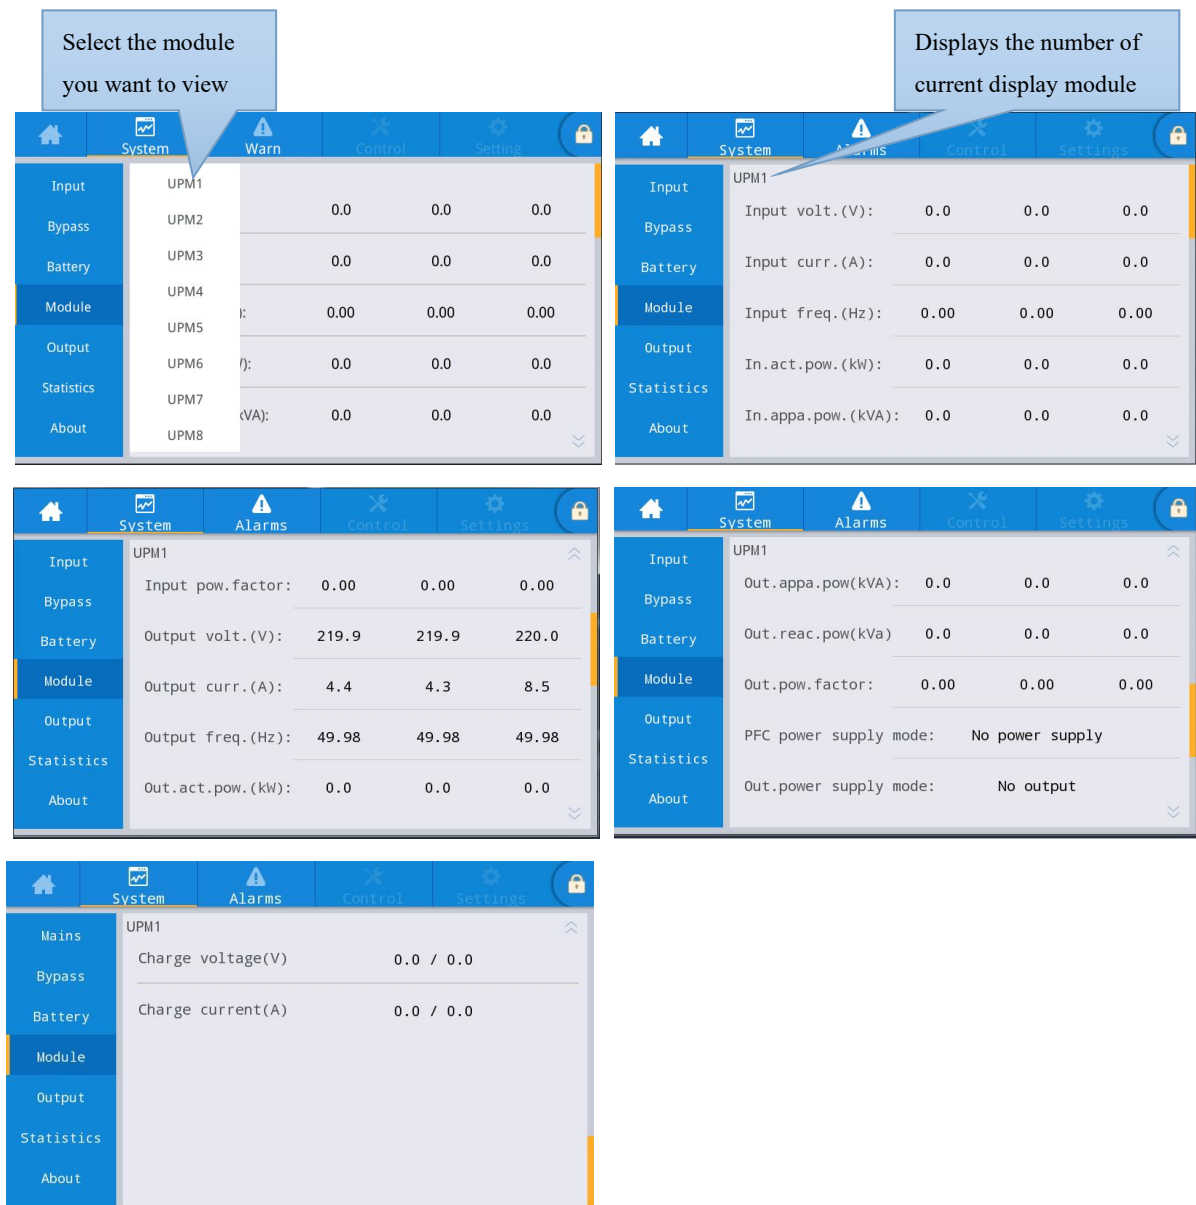 Select the module
you want to view
Displays the number of
current display module
System Warn Control Setting
Input
Bypass
Battery
Module
Output
Statistics
About
UPM1
UPM2
UPM3
UPM4
UPM5
UPM6
UPM7
UPM8
0.0 0.0 0.0
0.0 0.0 0.0
): 0.00 0.00 0.00
): 0.0 0.0 0.0
kVA): 0.0 0.0 0.0
System Alarms Control Settings
Input
Bypass
Battery
Module
Output
Statistics
About
UPM1
Input volt.(V): 0.0 0.0 0.0
Input curr.(A): 0.0 0.0 0.0
Input freq.(Hz): 0.00 0.00 0.00
In.act.pow.(kW): 0.0 0.0 0.0
In.appa.pow.(kVA): 0.0 0.0 0.0
System Alarms Control Settings
Input
Bypass
Battery
Module
Output
Statistics
About
UPM1
Input pow.factor: 0.00 0.00 0.00
Output volt.(V): 219.9 219.9 220.0
Output curr.(A): 4.4 4.3 8.5
Output freq.(Hz): 49.98 49.98 49.98
Out.act.pow.(kW): 0.0 0.0 0.0
System Alarms Control Settings
Input
Bypass
Battery
Module
Output
Statistics
About
UPM1
Out.appa.pow(kVA): 0.0 0.0 0.0
Out.reac.pow(kVa) 0.0 0.0 0.0
Out.pow.factor: 0.00 0.00 0.00
PFC power supply mode: No power supply
Out.power supply mode: No output
System Alarms Control Settings
Mains
Bypass
Battery
Module
Output
Statistics
About
UPM1
Charge voltage(V) 0.0 / 0.0
Charge current(A) 0.0 / 0.0